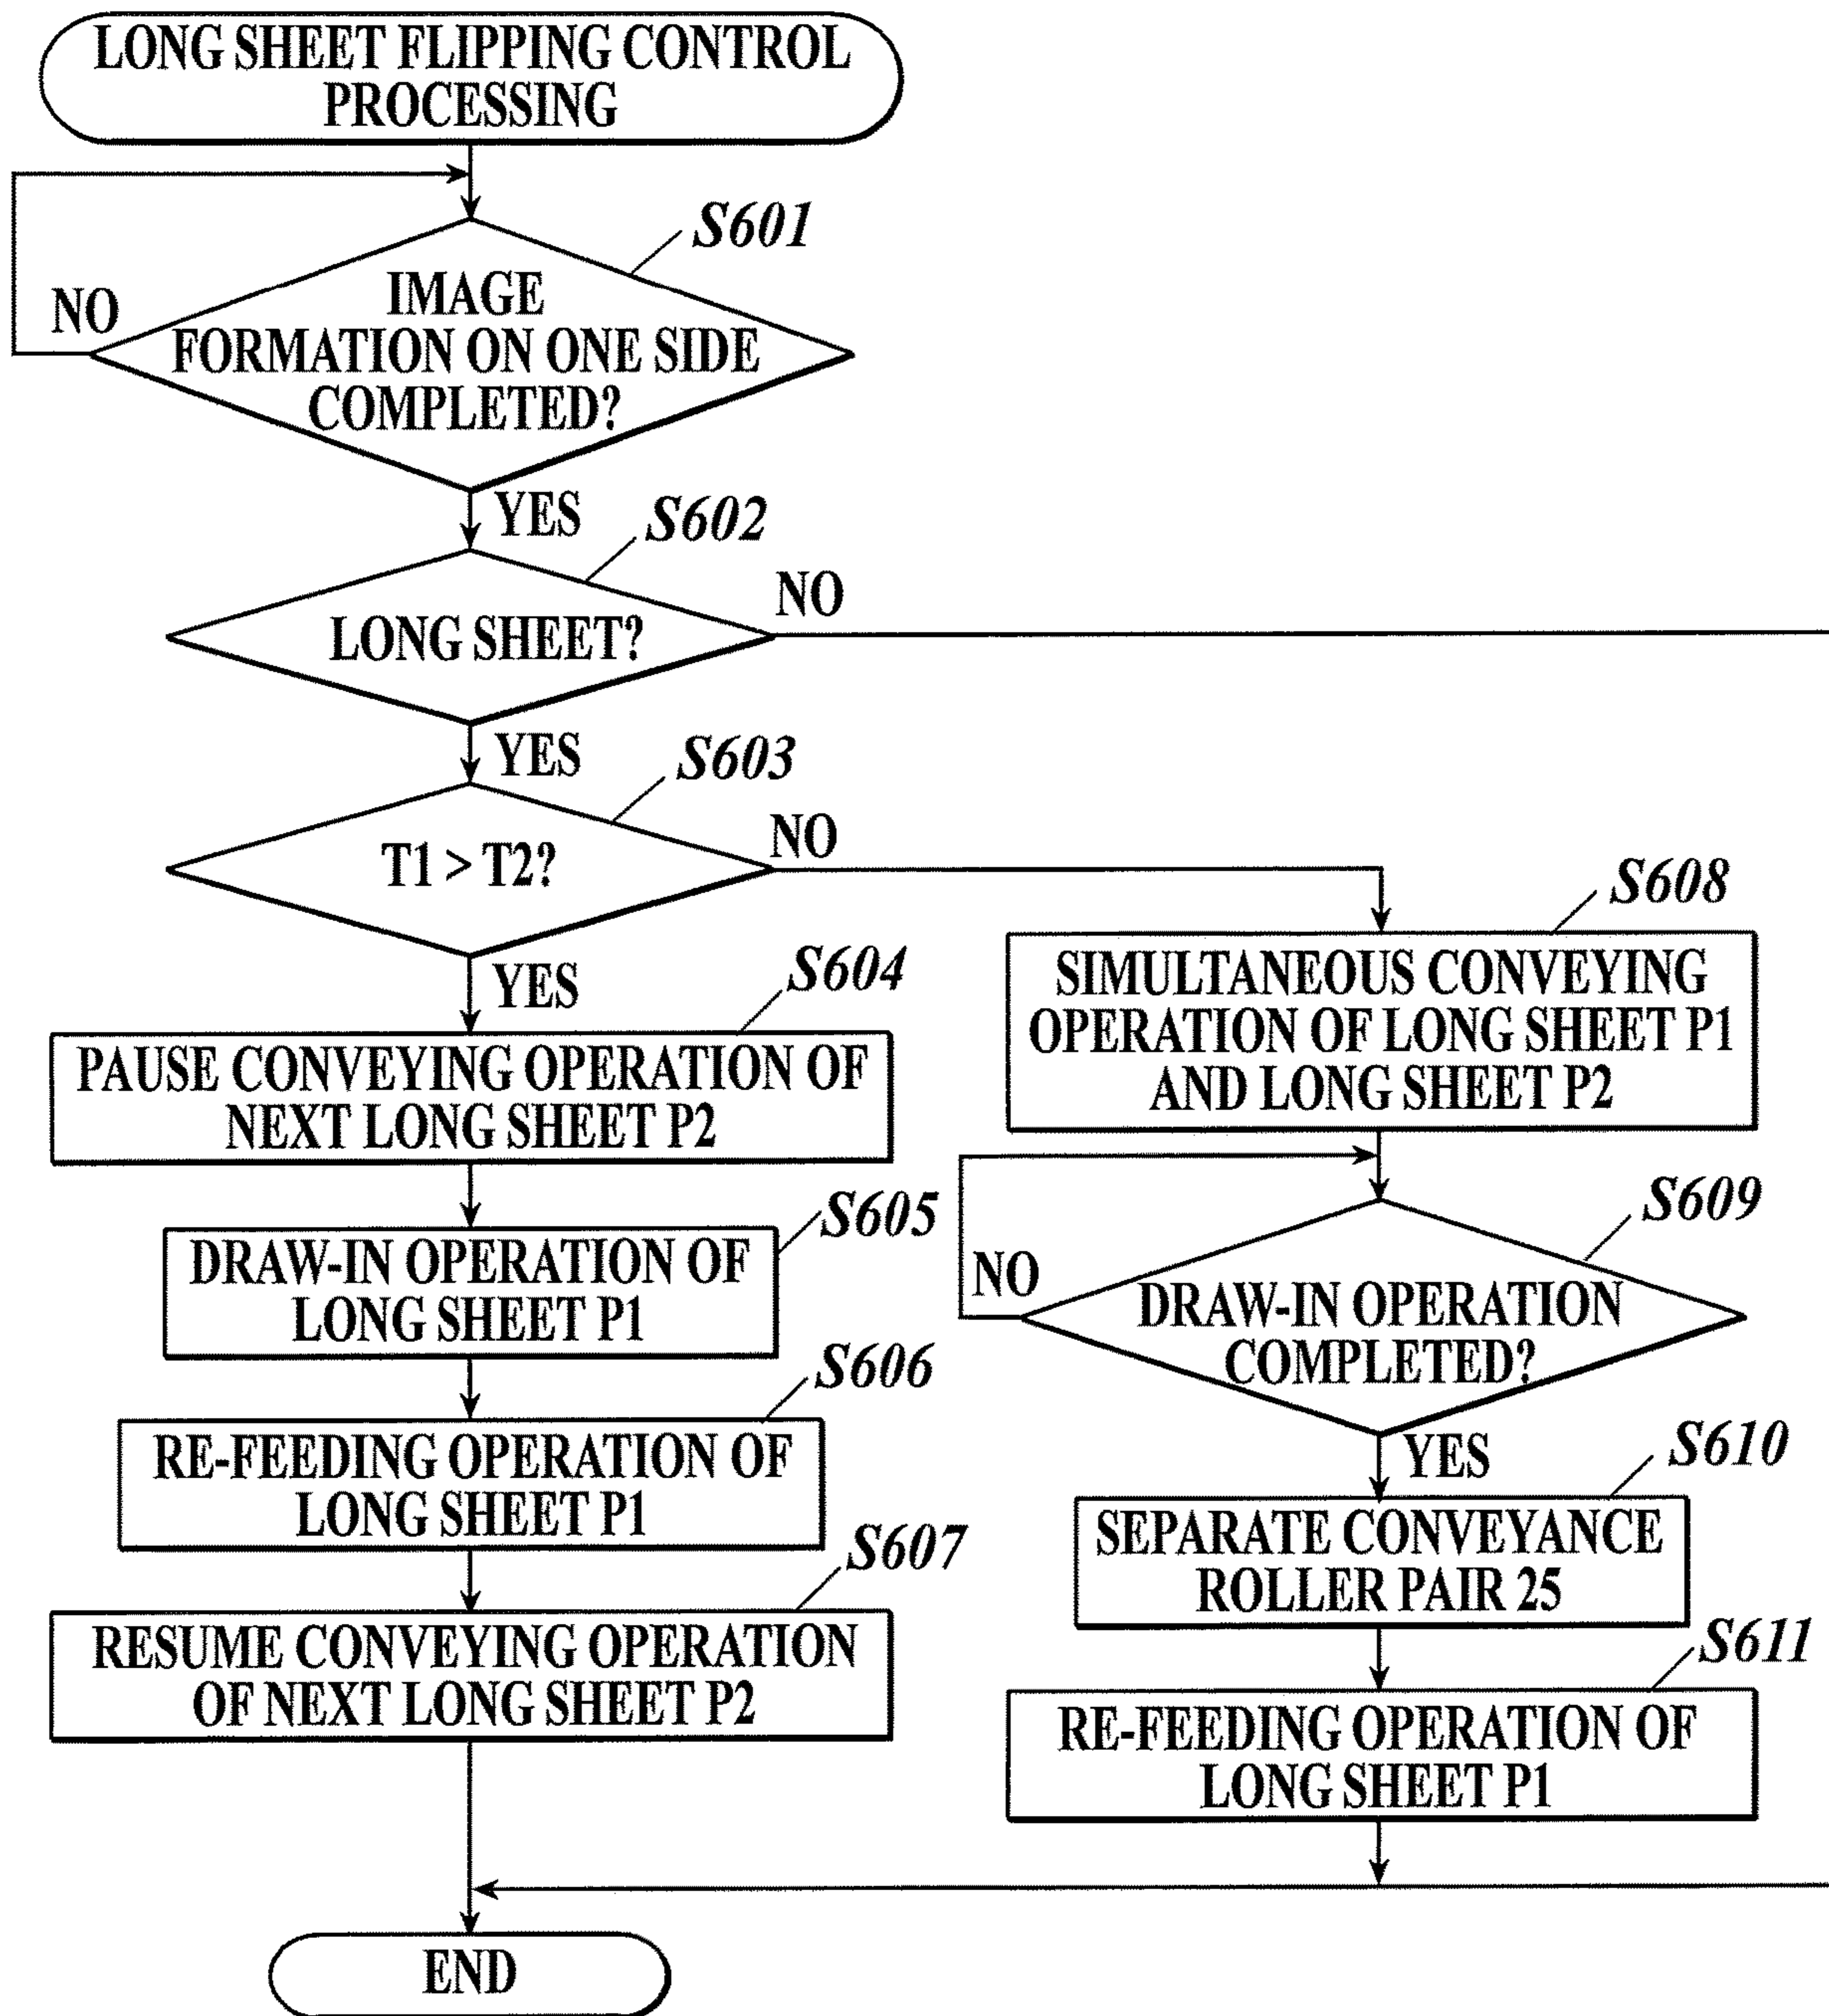 LONG SHEET FLIPPING CONTROL
PROCESSING
S601
IMAGE
FORMATION ON ONE SIDE
COMPLETED?
NO
YES
S602
LONG SHEET?
NO
YES
S603
T1 > T2?
NO
YES
S604
PAUSE CONVEYING OPERATION OF
NEXT LONG SHEET P2
S605
DRAW-IN OPERATION OF
LONG SHEET P1
S606
RE-FEEDING OPERATION OF
LONG SHEET P1
S607
RESUME CONVEYING OPERATION
OF NEXT LONG SHEET P2
S608
SIMULTANEOUS CONVEYING
OPERATION OF LONG SHEET P1
AND LONG SHEET P2
S609
NO
DRAW-IN OPERATION
COMPLETED?
YES
S610
SEPARATE CONVEYANCE
ROLLER PAIR 25
S611
RE-FEEDING OPERATION OF
LONG SHEET P1
END